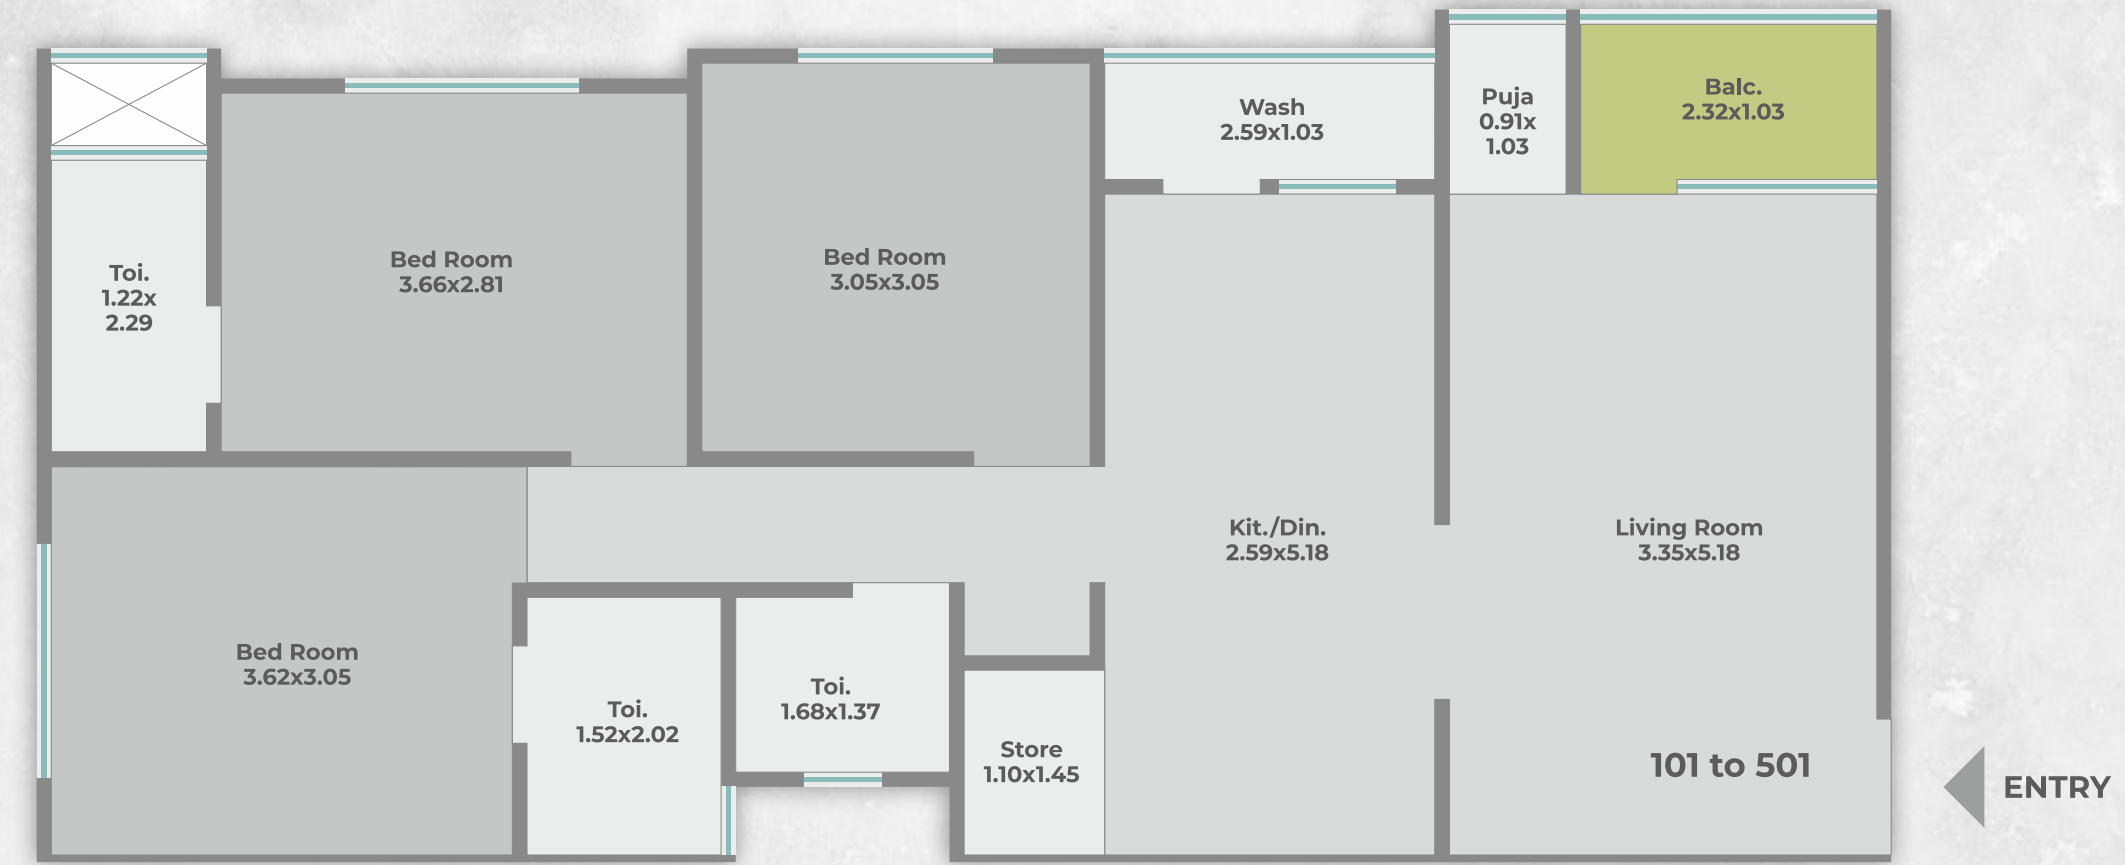 Puja
0.91x
1.03
Balc.
2.32x1.03
Wash
2.59x1.03
Toi.
1.22x
2.29
Bed Room
3.66x2.81
Bed Room
3.05x3.05
Kit./Din.
2.59x5.18
Living Room
3.35x5.18
Bed Room
3.62x3.05
Toi.
1.52x2.02
Toi.
1.68x1.37
Store
1.10x1.45
101 to 501
ENTRY